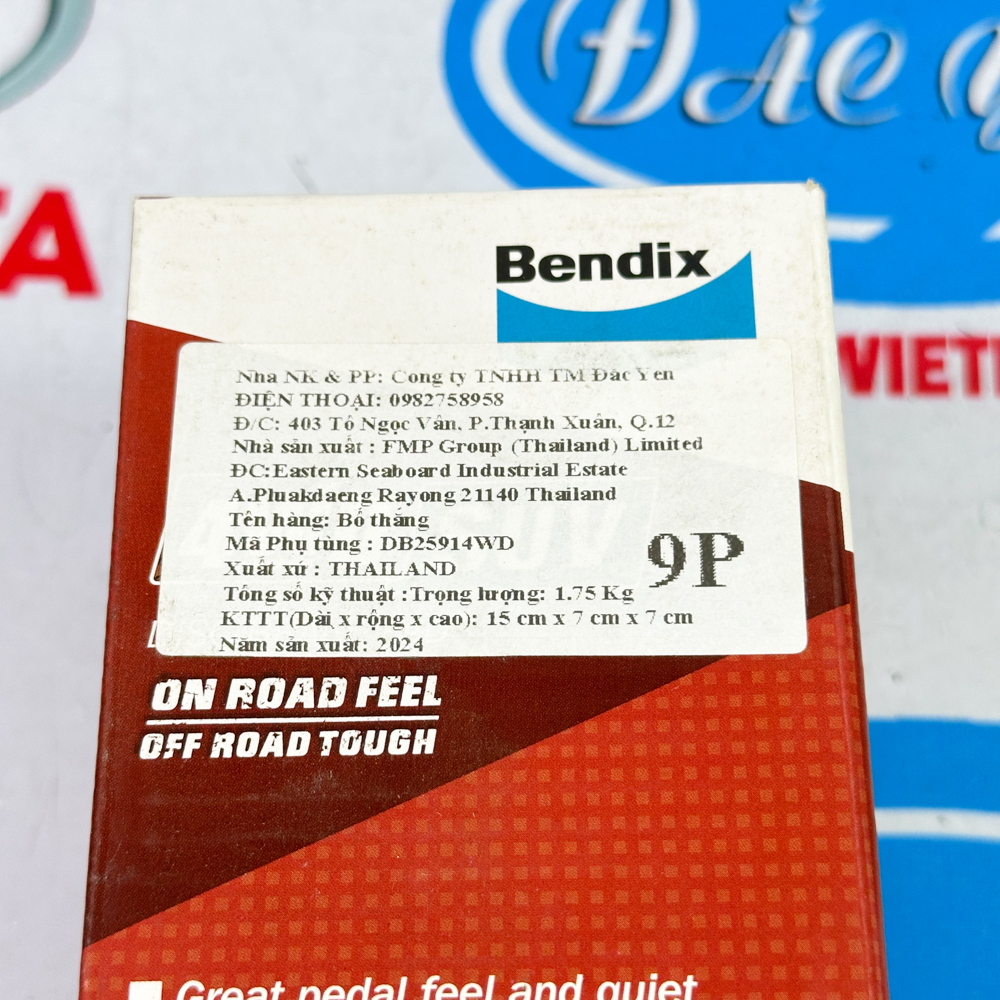 ĐẮC
TA
VIET
Bendix
Nha NK & PP: Cong ty TNHH TM Đac Yen
ĐIỆN THOẠI: 0982758958
Đ/C: 403 Tô Ngọc Vân, P.Thạnh Xuân, Q.12
Nhà sản xuất : FMP Group (Thailand) Limited
ĐC:Eastern Seaboard Industrial Estate
A.Pluakdaeng Rayong 21140 Thailand
Tên hàng: Bố thắng
Mã Phụ tùng : DB25914WD
9P
Xuất xứ : THAILAND
Tổng số kỹ thuật :Trọng lượng: 1.75 Kg
KTTT(Dài x rộng x cao): 15 cm x 7 cm x 7 cm
Năm sản xuất: 2024
ON ROAD FEEL
OFF ROAD TOUGH
Great pedal feel and quiet